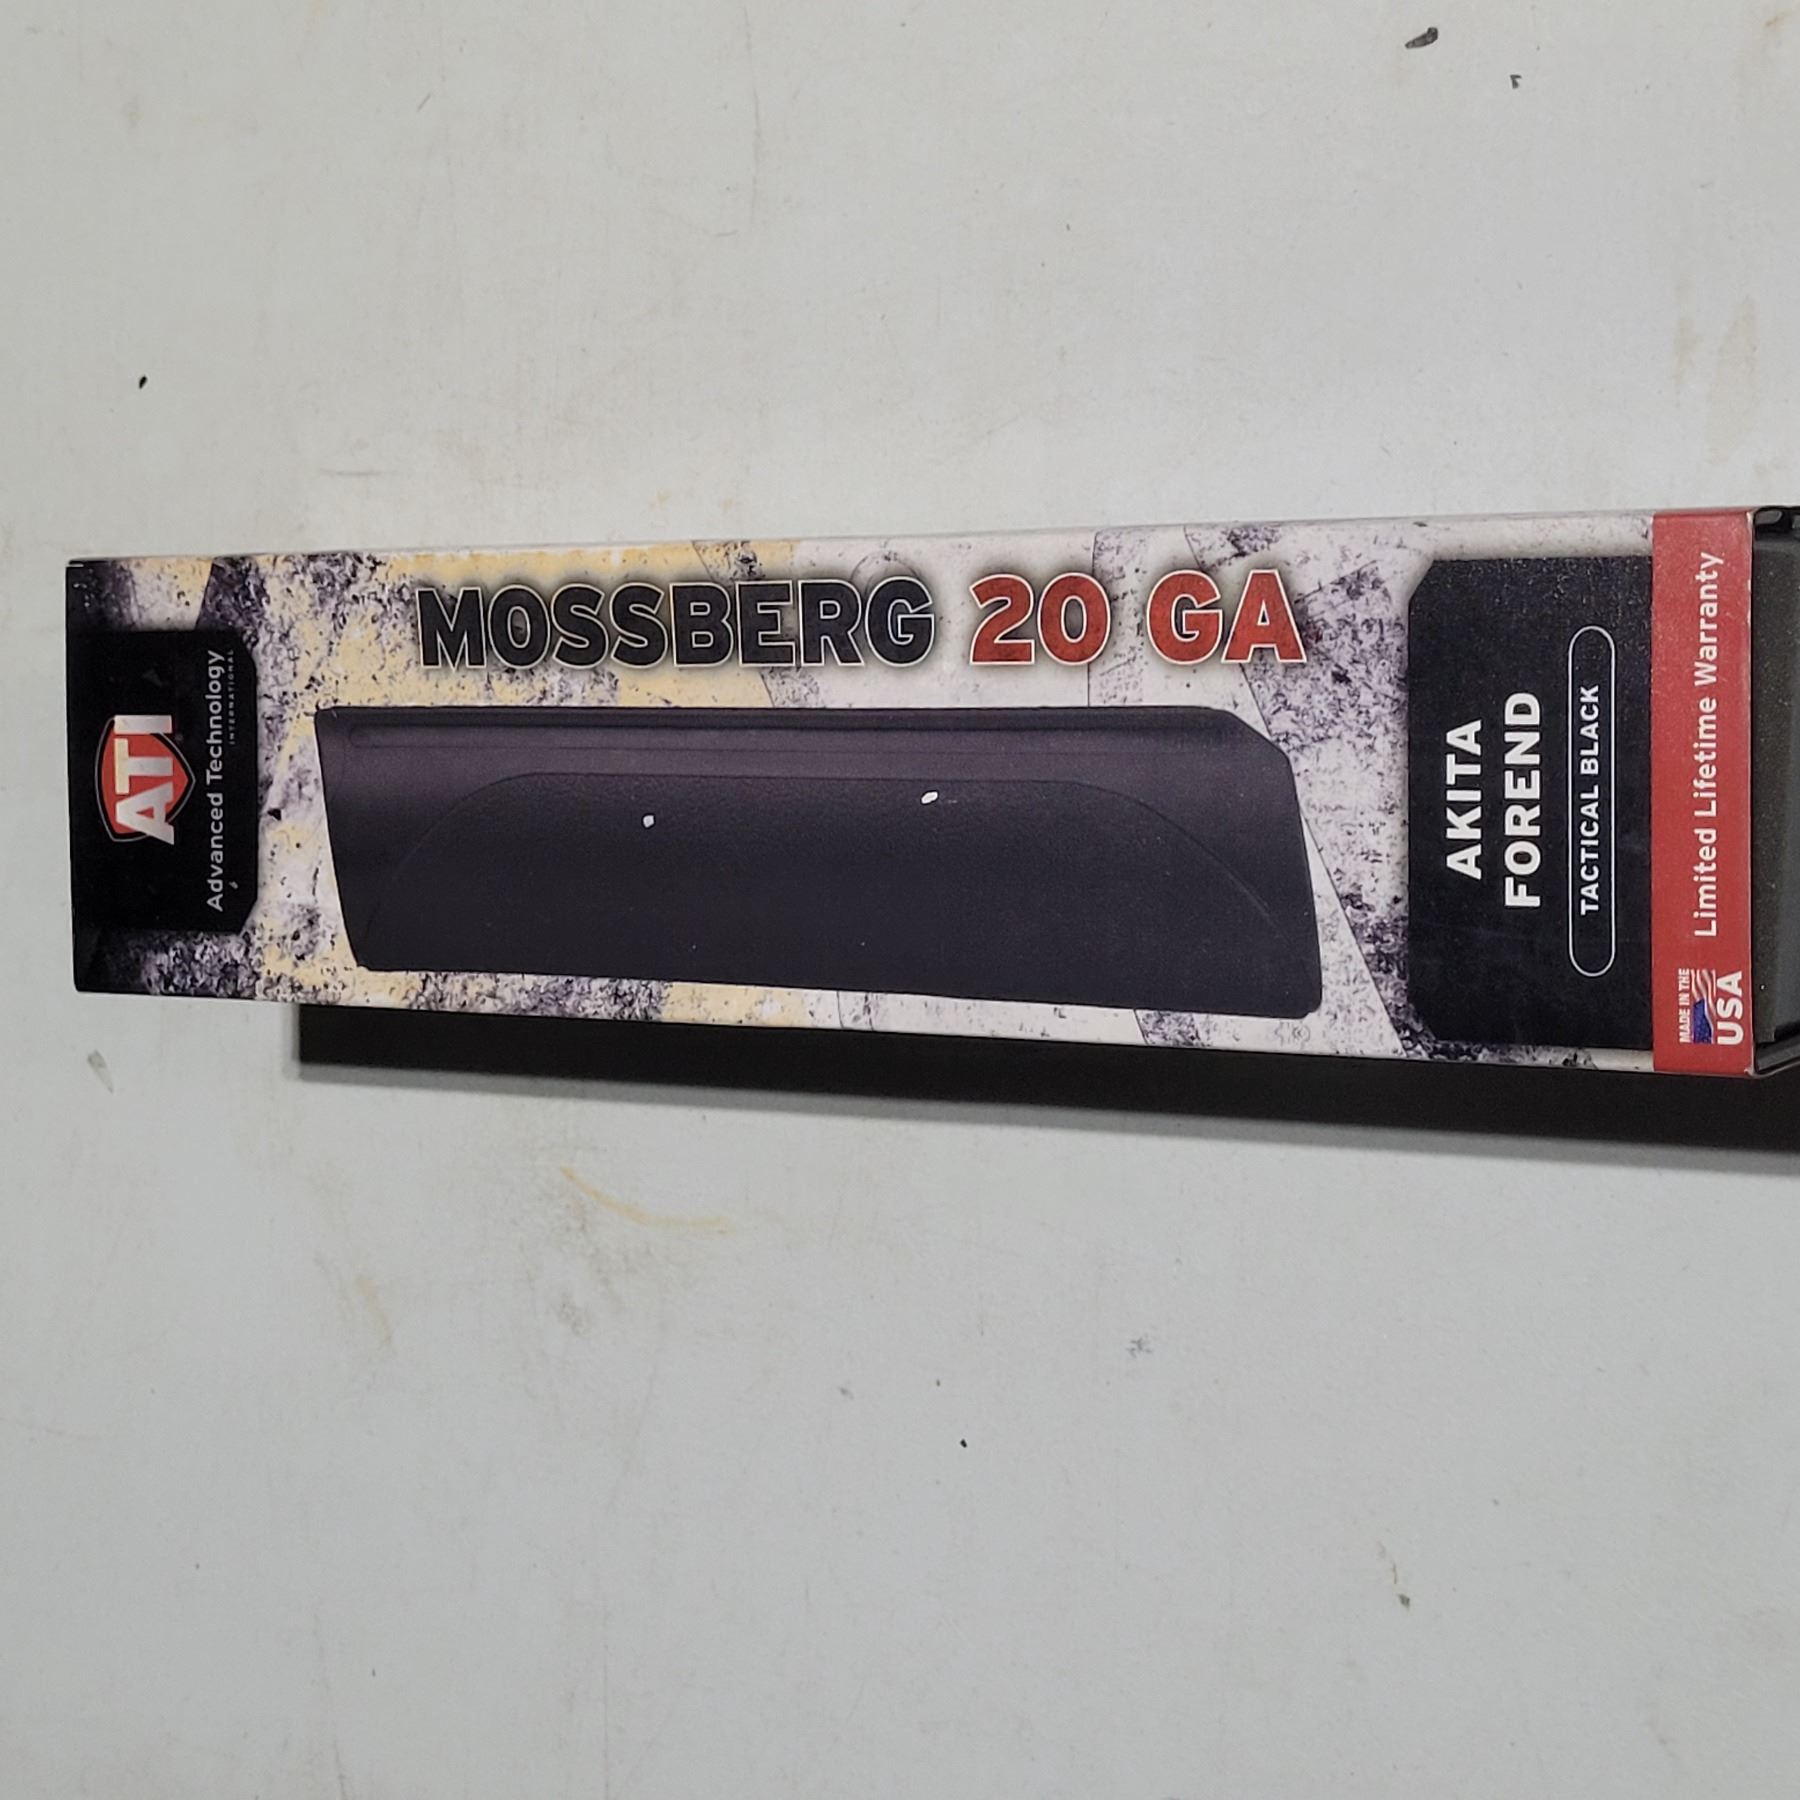 ATI
Advanced Technology
INTERNATIONAL
MOSSBERG 20 GA
AKITA
FOREND
TACTICAL BLACK
MADE IN THE
USA
Limited Lifetime Warranty